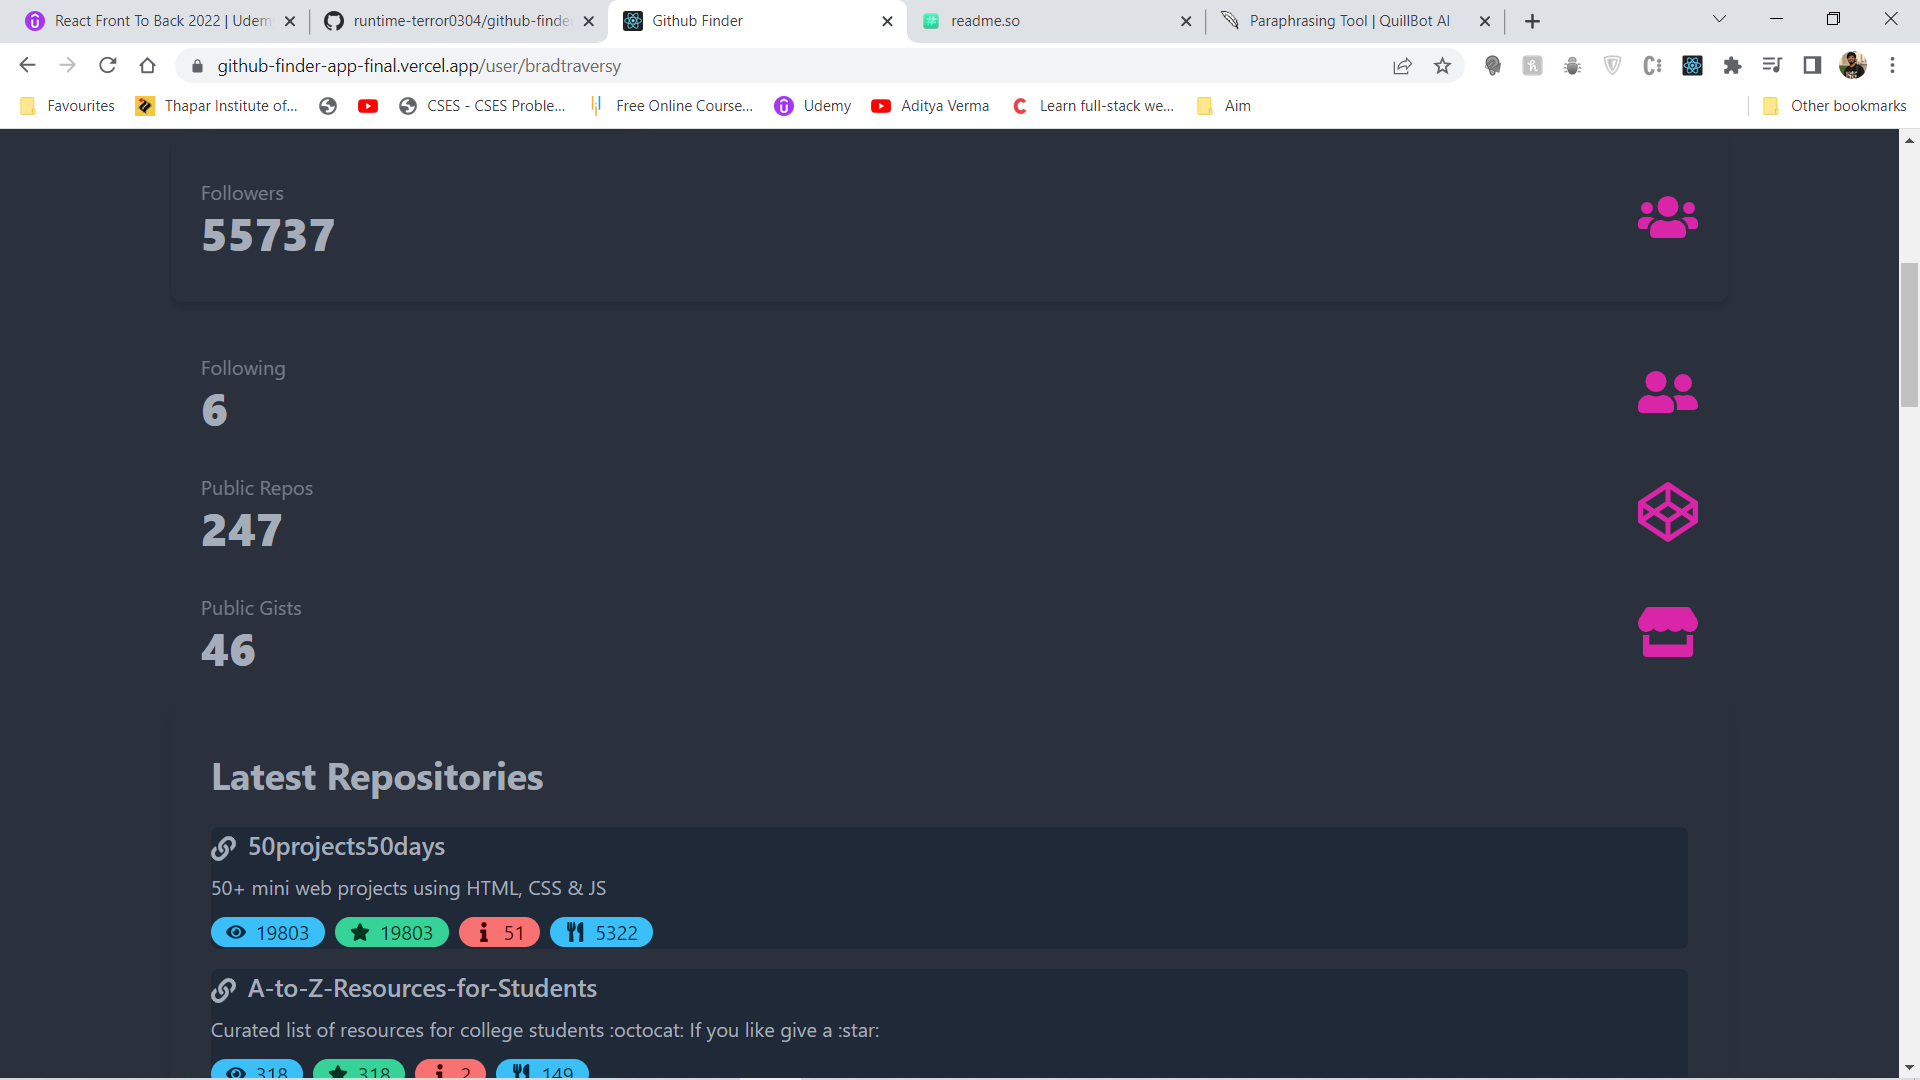 React Front To Back 2022 | Udem
runtime-terror0304/github-finde
Github Finder
readme.so
Paraphrasing Tool | QuillBot AI
github-finder-app-final.vercel.app/user/bradtraversy
Favourites
Thapar Institute of...
CSES - CSES Proble...
Free Online Course...
Udemy
Aditya Verma
Learn full-stack we...
Aim
Other bookmarks
Followers
55737
Following
6
Public Repos
247
Public Gists
46
Latest Repositories
50projects50days
50+ mini web projects using HTML, CSS & JS
19803 19803 51 5322
A-to-Z-Resources-for-Students
Curated list of resources for college students :octocat: If you like give a :star:
318 318 2 149